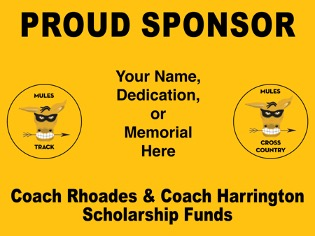 PROUD SPONSOR
MULES
TRACK
Your Name,
Dedication,
or
Memorial
Here
MULES
CROSS
COUNTRY
Coach Rhoades & Coach Harrington
Scholarship Funds